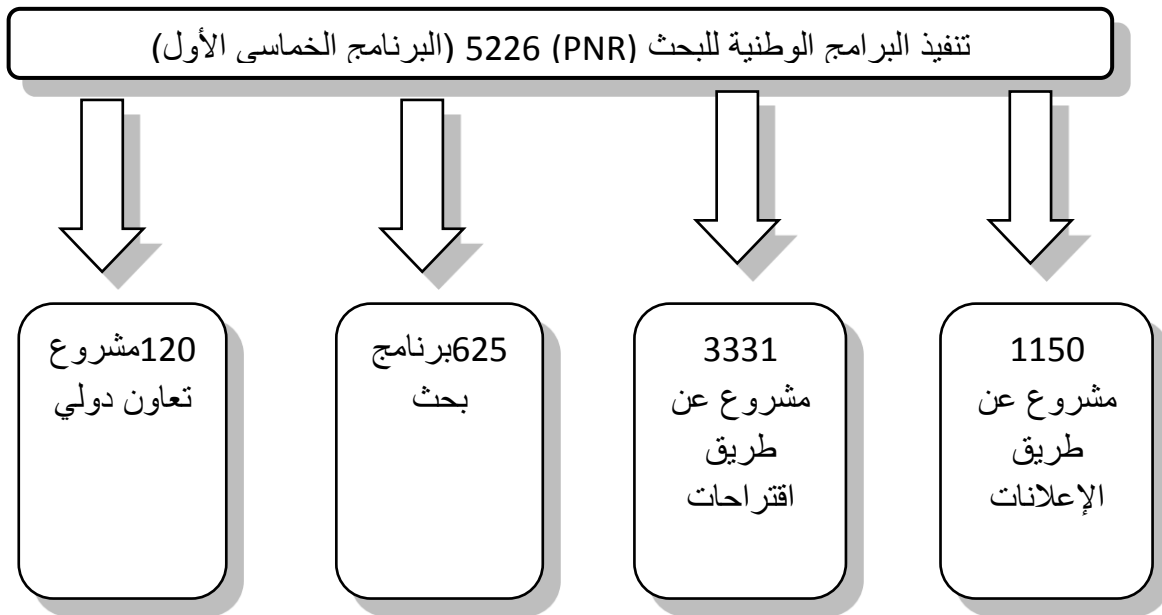 تنفيذ البرامج الوطنية للبحث (PNR) 5226 (البرنامج الخماسي الأول)
1150
مشروع عن
طريق
الإعلانات
3331
مشروع عن
طريق
اقتراحات
625برنامج
بحث
120مشروع
تعاون دولي